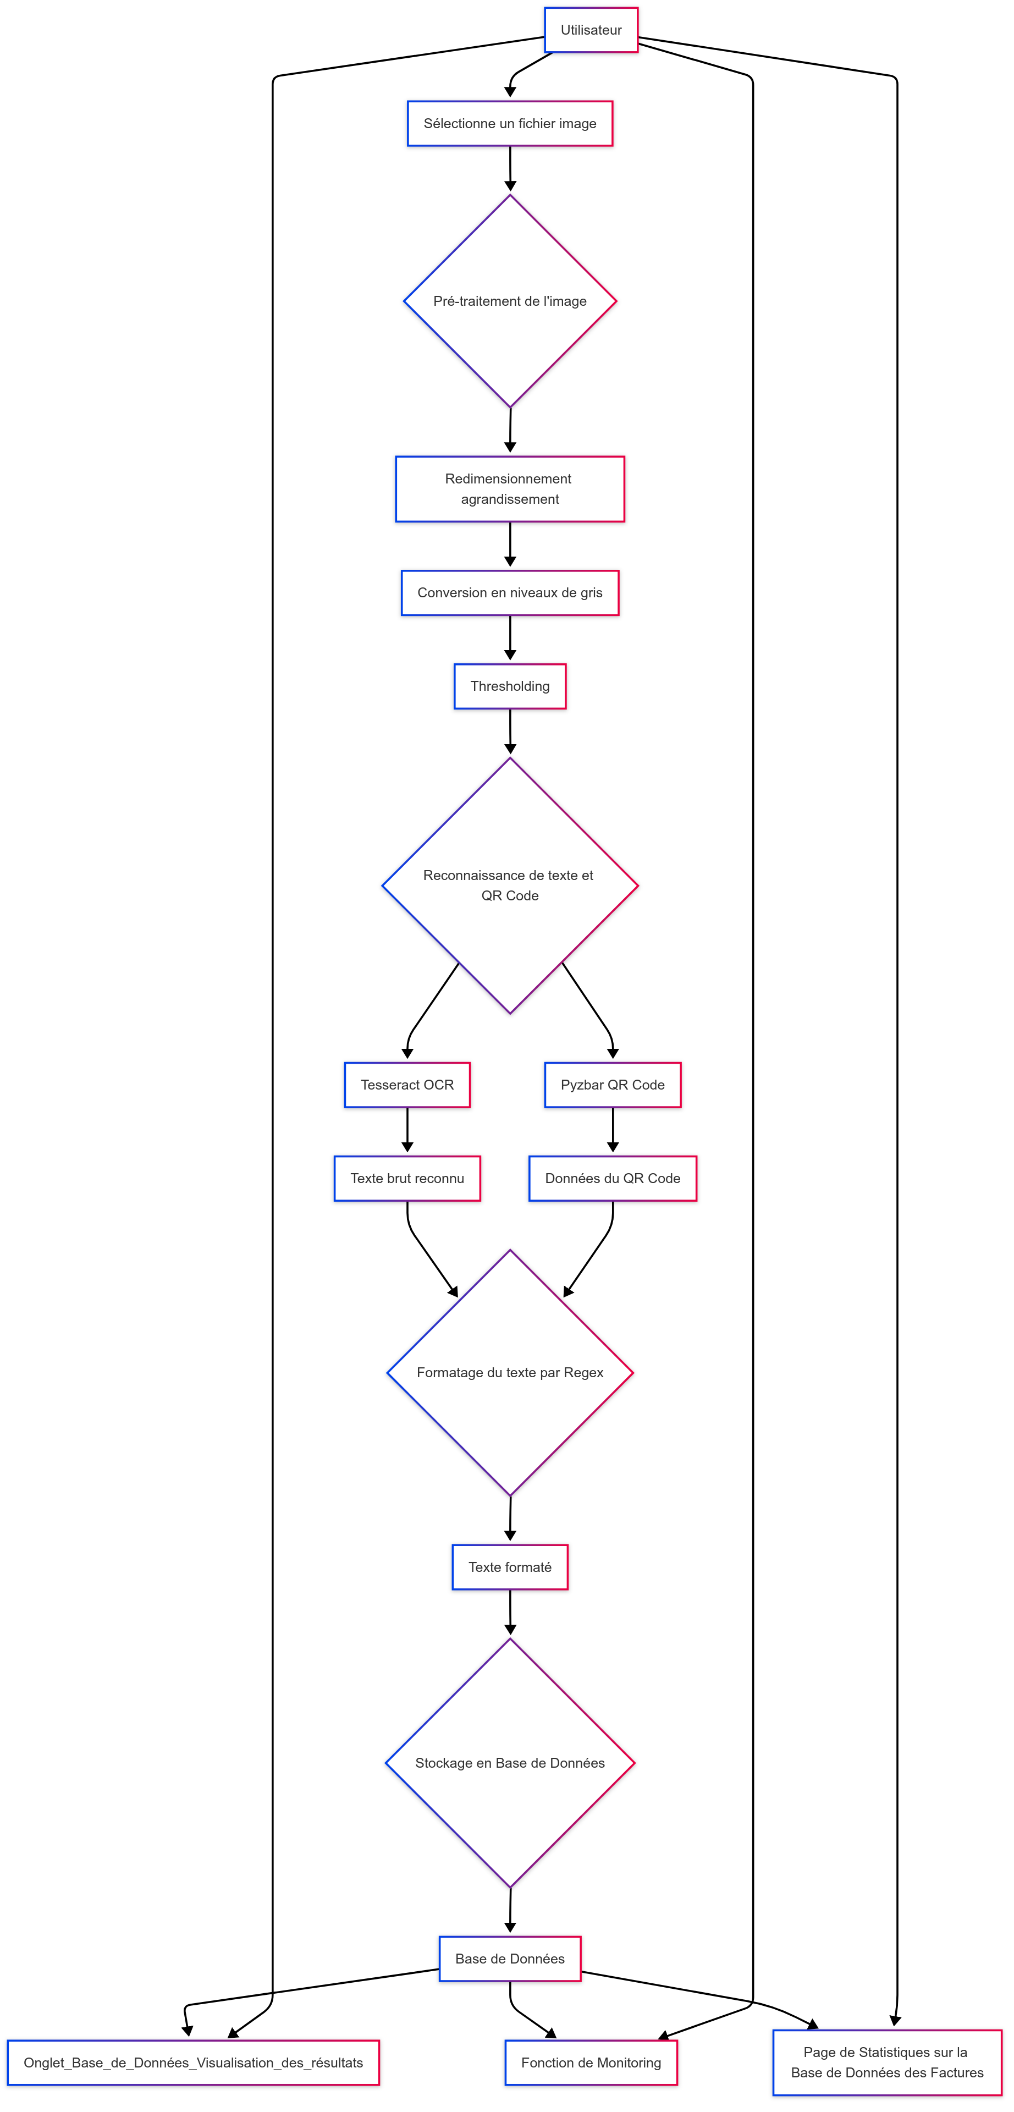 Utilisateur
Sélectionne un fichier image
Pré-traitement de l'image
Redimensionnement
agrandissement
Conversion en niveaux de gris
Thresholding
Reconnaissance de texte et
QR Code
Tesseract OCR
Pyzbar QR Code
Texte brut reconnu
Données du QR Code
Formatage du texte par Regex
Texte formaté
Stockage en Base de Données
Base de Données
Onglet_Base_de_Données_Visualisation_des_résultats
Fonction de Monitoring
Page de Statistiques sur la
Base de Données des Factures